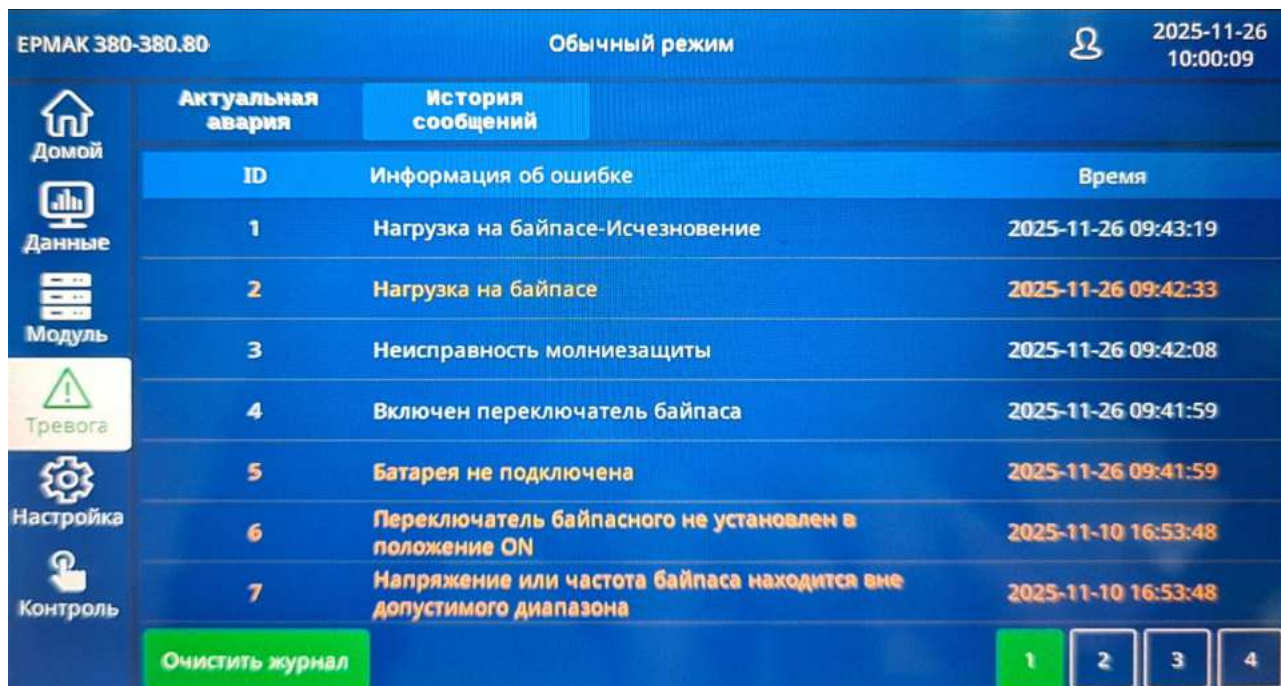 ЕРМАК 380-380.80
Обычный режим
2025-11-26
10:00:09
Домой
Данные
Модуль
Тревога
Настройка
Контроль
Актуальная
авария
История
сообщений
ID Информация об ошибке Время
1 Нагрузка на байпасе-Исчезновение 2025-11-26 09:43:19
2 Нагрузка на байпасе 2025-11-26 09:42:33
3 Неисправность молниезащиты 2025-11-26 09:42:08
4 Включен переключатель байпаса 2025-11-26 09:41:59
5 Батарея не подключена 2025-11-26 09:41:59
6 Переключатель байпасного не установлен в
положение ON 2025-11-10 16:53:48
7 Напряжение или частота байпаса находится вне
допустимого диапазона 2025-11-10 16:53:48
Очистить журнал
1 2 3 4